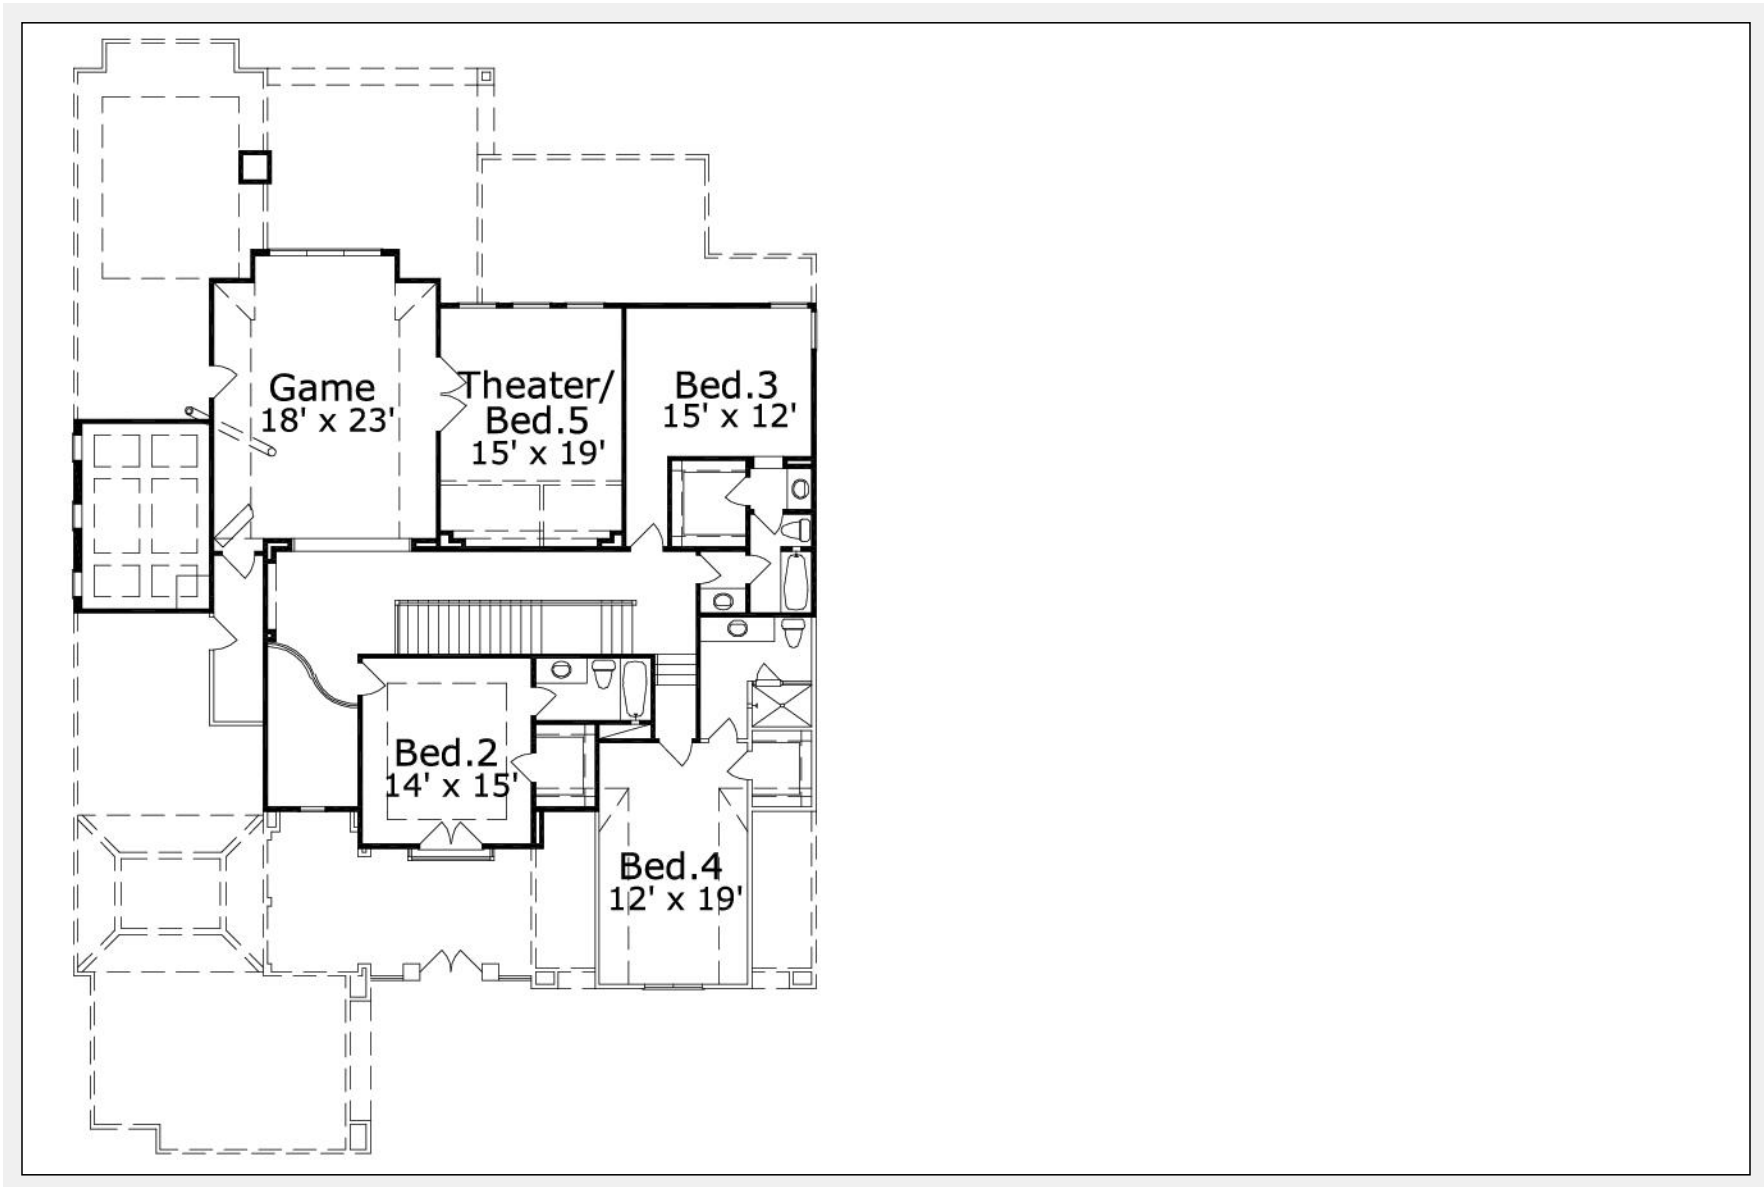 Game
18' x 23'
Theater/
Bed.5
15' x 19'
Bed.3
15' x 12'
Bed.2
14' x 15'
Bed.4
12' x 19'